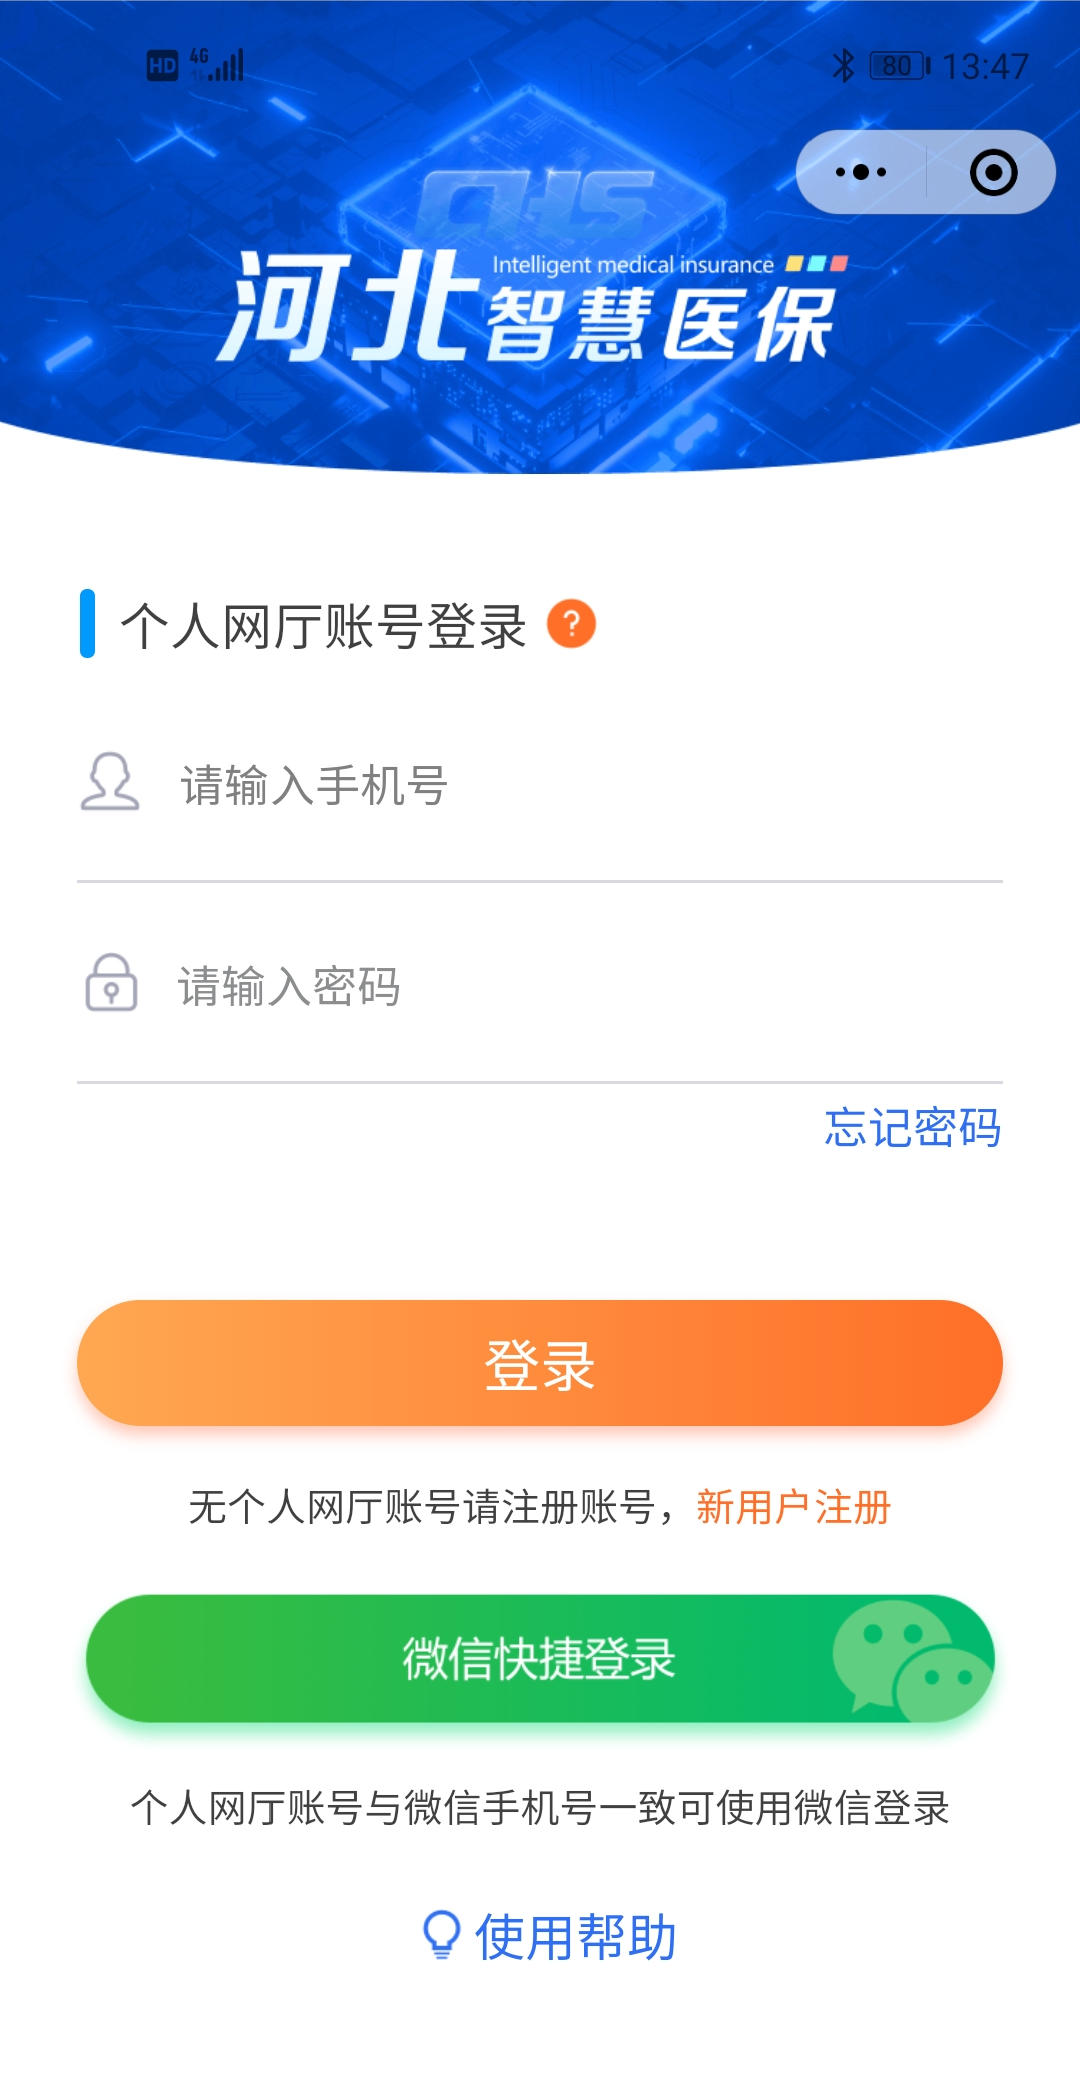 HD 4G 80 13:47
CHS
Intelligent medical insurance
河北智慧医保
个人网厅账号登录 ?
请输入手机号
请输入密码
忘记密码
登录
无个人网厅账号请注册账号，新用户注册
微信快捷登录
个人网厅账号与微信手机号一致可使用微信登录
使用帮助